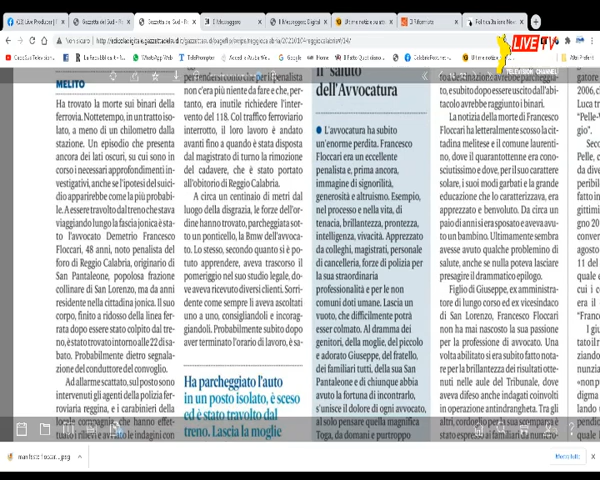 LIVE TV
TELEVISION CHANNEL
MELITO
Ha trovato la morte sui binari della
ferrovia. Nottetempo, in un tratto iso-
lato, a meno di un chilometro dalla
stazione. Un episodio che presenta
ancora dei lati oscuri, su cui sono in
corso i necessari approfondimenti in-
vestigativi, anche se l'ipotesi del suici-
dio apparirebbe come la più probabi-
le. A essere travolto dal treno che stava
viaggiando lungo la fascia jonica è sta-
to l'avvocato Demetrio Francesco
Floccari, 48 anni, noto penalista del
foro di Reggio Calabria, originario di
San Pantaleone, popolosa frazione
collinare di San Lorenzo, ma da anni
residente nella cittadina jonica. Il suo
corpo, finito a ridosso della linea fer-
rata dopo essere stato colpito dal tre-
no, è stato trovato intorno alle 22 di sa-
bato. Probabilmente dietro segnala-
zione del conducente del convoglio.
Ad allarme scattato, sul posto sono
intervenuti gli agenti della polizia fer-
roviaria reggina, e i carabinieri della
locale compagnia che hanno effet-
tuato i rilievi e avviato le indagini con
per rendersi conto che per il penalista
non c'era più niente da fare e che, per-
tanto, era inutile richiedere l'inter-
vento del 118. Col traffico ferroviario
interrotto, il loro lavoro è andato
avanti fino a quando è stata disposta
dal magistrato di turno la rimozione
del cadavere, che è stato portato
all'obitorio di Reggio Calabria.
A circa un centinaio di metri dal
luogo della disgrazia, le forze dell'or-
dine hanno trovato, parcheggiata sot-
to un ponticello, la Bmw dell'avvoca-
to. Lo stesso, secondo quanto si è po-
tuto apprendere, aveva trascorso il
pomeriggio nel suo studio legale, do-
ve aveva ricevuto diversi clienti. Sorri-
dente come sempre li aveva ascoltati
uno a uno, consigliandoli e incorag-
giandoli. Probabilmente subito dopo
aver terminato l'orario di lavoro, è sa-
Ha parcheggiato l'auto
in un posto isolato, è sceso
ed è stato travolto dal
treno. Lascia la moglie
Il saluto
dell'Avvocatura
● L'avvocatura ha subito
un'enorme perdita. Francesco
Floccari era un eccellente
penalista e, prima ancora,
immagine di signorilità,
generosità e altruismo. Esempio,
nel processo e nella vita, di
tenacia, brillantezza, prontezza,
intelligenza, vivacità. Apprezzato
da colleghi, magistrati, personale
di cancelleria, forze di polizia per
la sua straordinaria
professionalità e per le non
comuni doti umane. Lascia un
vuoto, che difficilmente potrà
esser colmato. Al dramma dei
genitori, della moglie, del piccolo
e adorato Giuseppe, del fratello,
dei familiari tutti, della sua San
Pantaleone e di chiunque abbia
avuto la fortuna di incontrarlo,
s'unisce il dolore di ogni avvocato,
al solo pensare quella magnifica
Toga, da domani e purtroppo
e subito dopo essere uscito dall'abi-
tacolo avrebbe raggiunto i binari.
La notizia della morte di Francesco
Floccari ha letteralmente scosso la cit-
tadina melitese e il comune laurenti-
no, dove il quarantottenne era cono-
sciutissimo e dove, per il suo carattere
solare, i suoi modi garbati e la grande
educazione che lo caratterizzava, era
apprezzato e benvoluto. Da circa un
paio di anni si era sposato e aveva avu-
to un bambino. Ultimamente sembra
avesse avuto qualche problemino di
salute, anche se nulla poteva lasciare
presagire il drammatico epilogo.
Figlio di Giuseppe, ex amministra-
tore di lungo corso ed ex vicesindaco
di San Lorenzo, Francesco Floccari
non ha mai nascosto la sua passione
per la professione di avvocato. Una
volta abilitato si era subito fatto nota-
re per la brillantezza dei risultati otte-
nuti nelle aule del Tribunale, dove
aveva difeso anche indagati coinvolti
in operazione antindrangheta. Tra gli
altri, cordoglio per la sua scomparsa è
stato espresso ai familiari da numero-
Mostra tutto